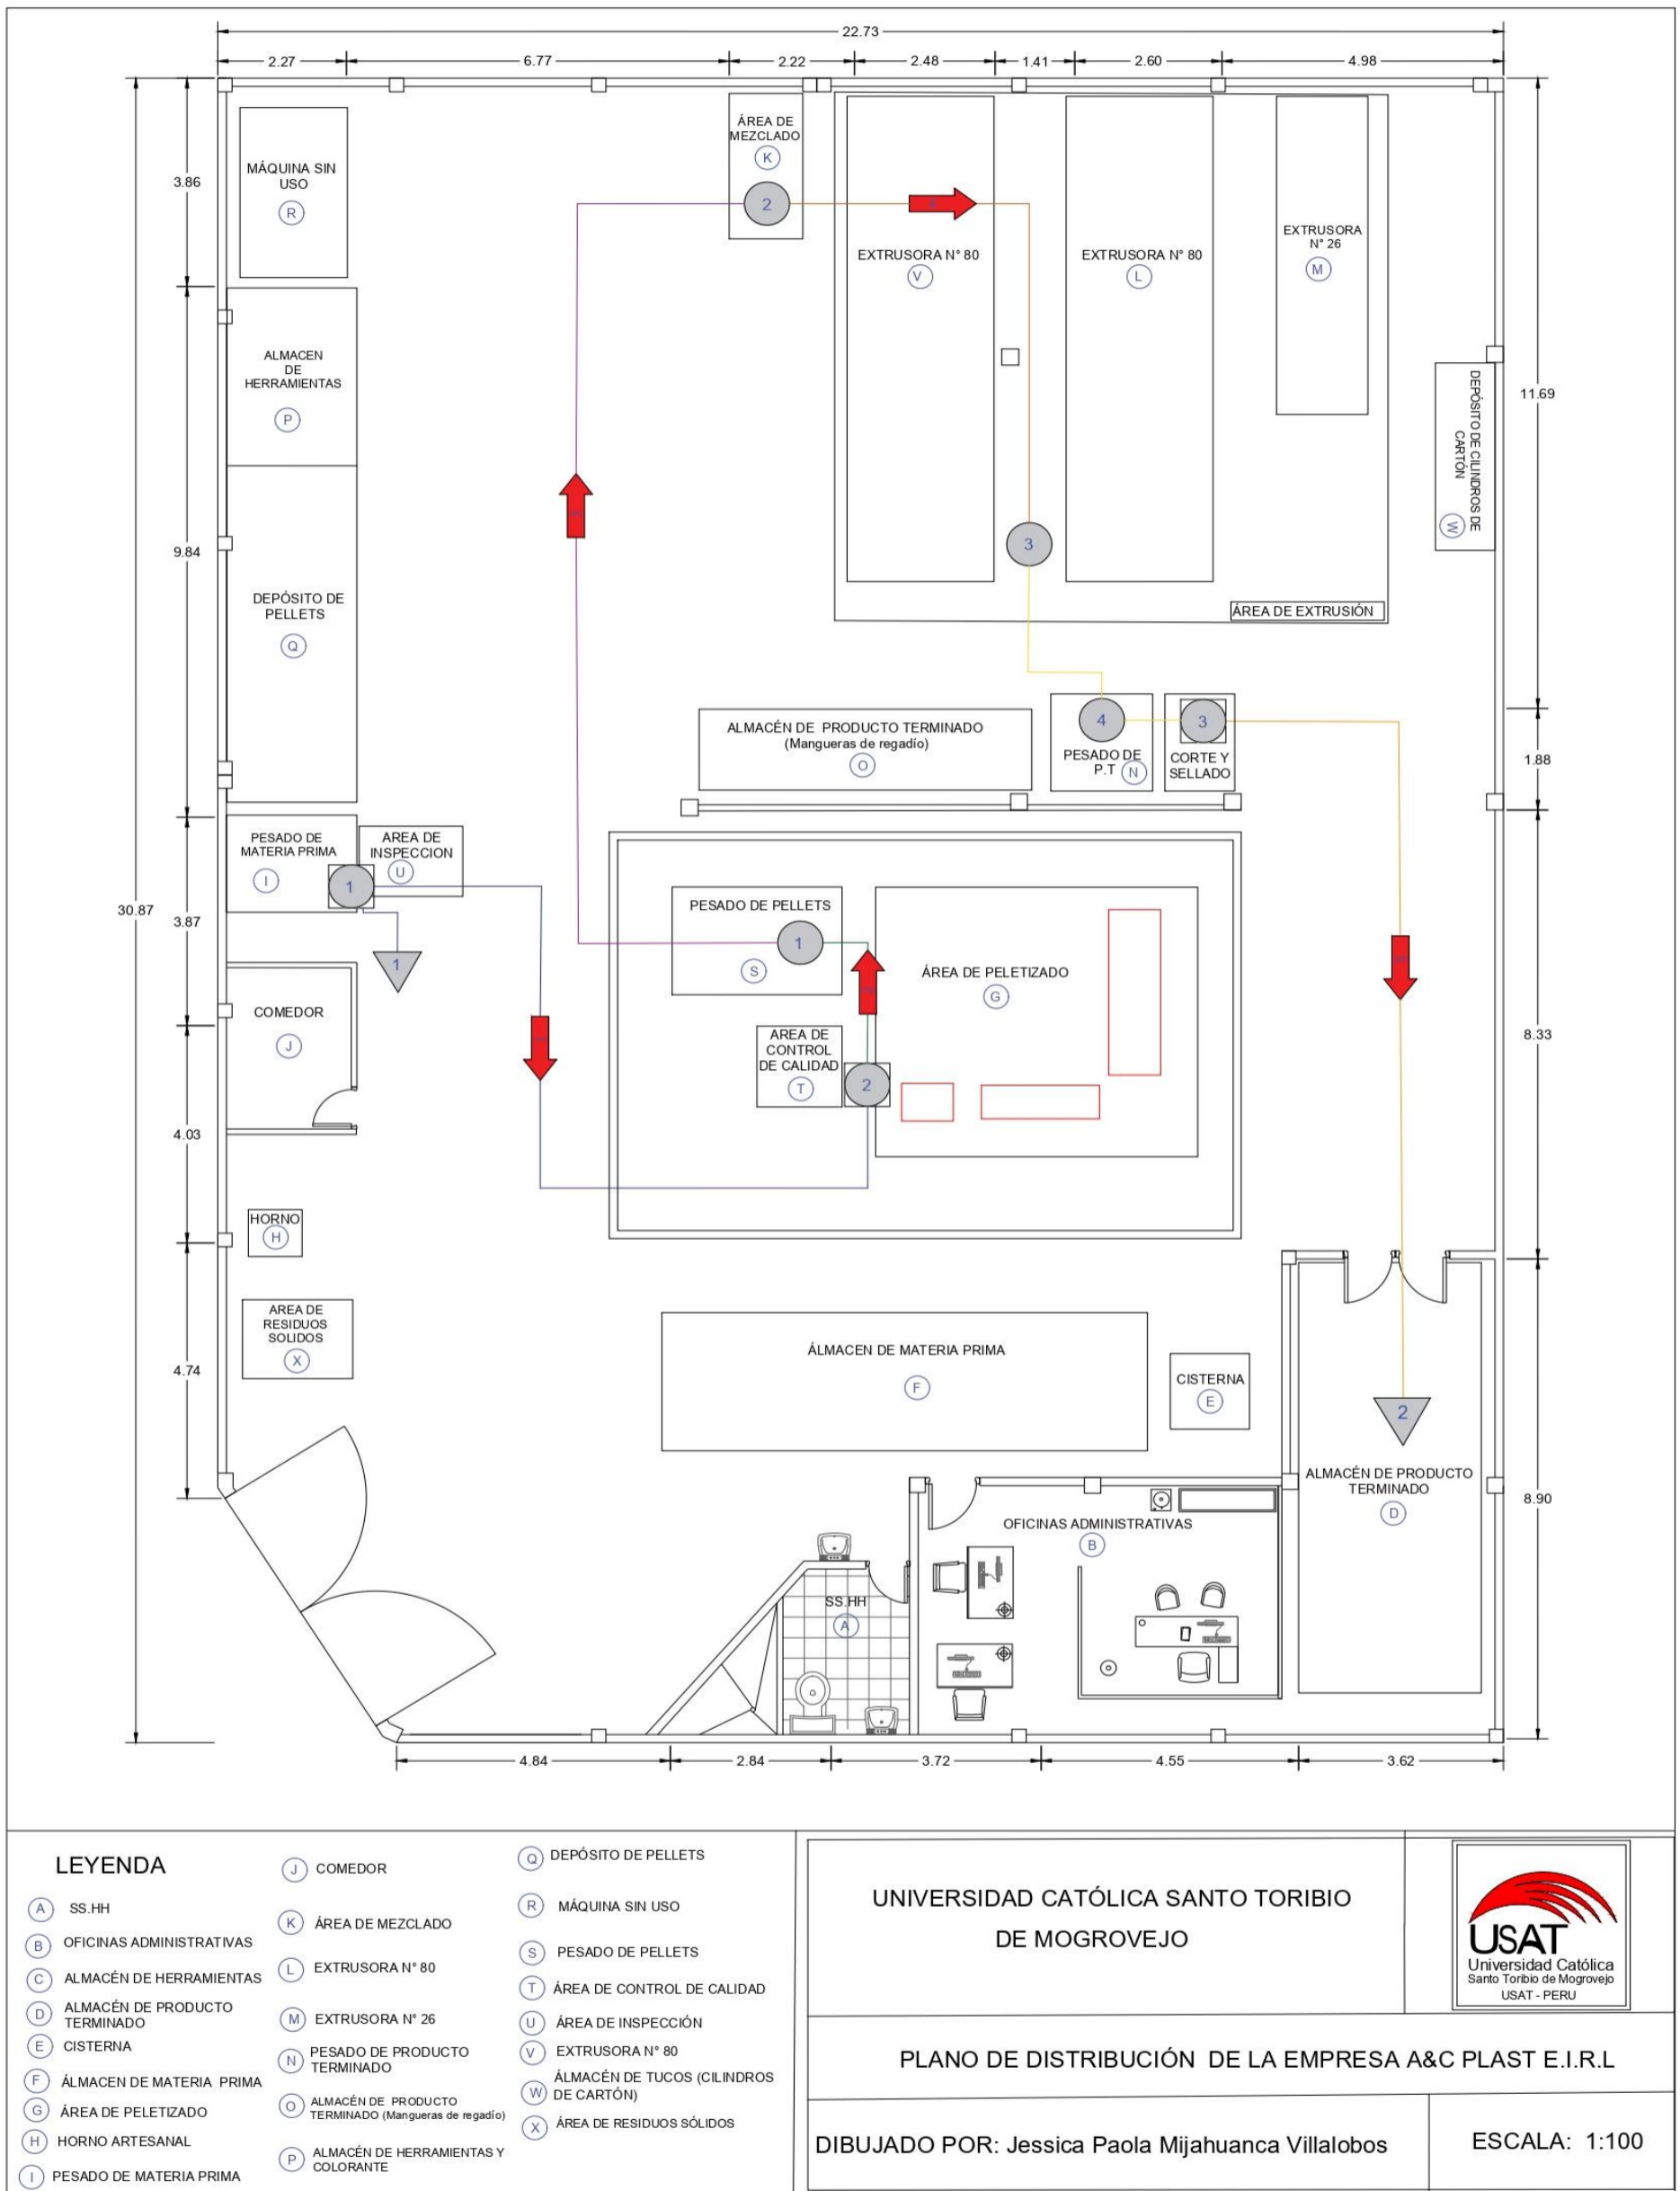 22.73
2.27
6.77
2.22
2.48
1.41
2.60
4.98
ÁREA DE
MEZCLADO
K
2
MÁQUINA SIN
USO
R
3.86
EXTRUSORA N° 80
V
EXTRUSORA N° 80
L
EXTRUSORA
N° 26
M
ALMACEN
DE
HERRAMIENTAS
P
DEPÓSITO DE CILINDROS DE
CARTÓN
W
11.69
9.84
3
DEPÓSITO DE
PELLETS
Q
ÁREA DE EXTRUSIÓN
ALMACÉN DE PRODUCTO TERMINADO
(Mangueras de regadío)
O
4
PESADO DE
P.T
N
3
CORTE Y
SELLADO
1.88
PESADO DE
MATERIA PRIMA
I
1
AREA DE
INSPECCION
U
30.87
3.87
1
PESADO DE PELLETS
1
S
ÁREA DE PELETIZADO
G
COMEDOR
J
AREA DE
CONTROL
DE CALIDAD
T
2
8.33
4.03
HORNO
H
AREA DE
RESIDUOS
SOLIDOS
X
4.74
ÁLMACEN DE MATERIA PRIMA
F
CISTERNA
E
2
ALMACÉN DE PRODUCTO
TERMINADO
D
8.90
OFICINAS ADMINISTRATIVAS
B
SS.HH
A
4.84
2.84
3.72
4.55
3.62
LEYENDA
A SS.HH
B OFICINAS ADMINISTRATIVAS
C ALMACÉN DE HERRAMIENTAS
D ALMACÉN DE PRODUCTO
TERMINADO
E CISTERNA
F ÁLMACEN DE MATERIA PRIMA
G ÁREA DE PELETIZADO
H HORNO ARTESANAL
I PESADO DE MATERIA PRIMA
J COMEDOR
K ÁREA DE MEZCLADO
L EXTRUSORA N° 80
M EXTRUSORA N° 26
N PESADO DE PRODUCTO
TERMINADO
O ALMACÉN DE PRODUCTO
TERMINADO (Mangueras de regadío)
P ALMACÉN DE HERRAMIENTAS Y
COLORANTE
Q DEPÓSITO DE PELLETS
R MÁQUINA SIN USO
S PESADO DE PELLETS
T ÁREA DE CONTROL DE CALIDAD
U ÁREA DE INSPECCIÓN
V EXTRUSORA N° 80
W ÁLMACÉN DE TUCOS (CILINDROS
DE CARTÓN)
X ÁREA DE RESIDUOS SÓLIDOS
UNIVERSIDAD CATÓLICA SANTO TORIBIO
DE MOGROVEJO
USAT
Universidad Católica
Santo Toribio de Mogrovejo
USAT - PERU
PLANO DE DISTRIBUCIÓN DE LA EMPRESA A&C PLAST E.I.R.L
DIBUJADO POR: Jessica Paola Mijahuanca Villalobos
ESCALA: 1:100